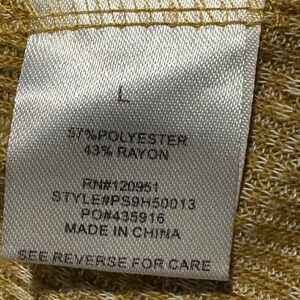 L
57%POLYESTER
43% RAYON
RN#120951
STYLE#PS9H50013
PO#435916
MADE IN CHINA
SEE REVERSE FOR CARE